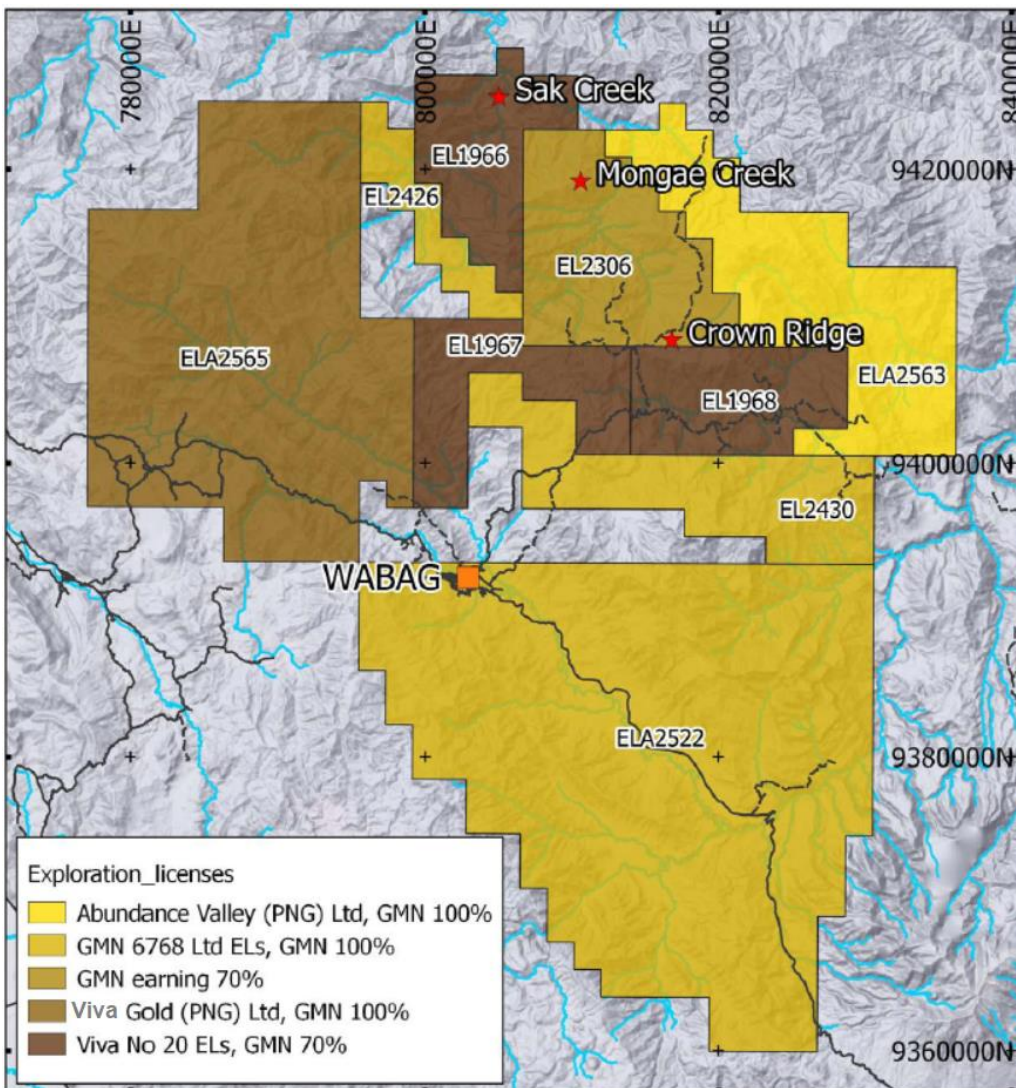 780000E
800000E
820000E
840000E
Sak Creek
EL1966
Mongae Creek
9420000N
EL2426
EL2306
Crown Ridge
EL1967
ELA2565
ELA2563
EL1968
9400000N
EL2430
WABAG
ELA2522
9380000N
Exploration_licenses
Abundance Valley (PNG) Ltd, GMN 100%
GMN 6768 Ltd ELs, GMN 100%
GMN earning 70%
Viva Gold (PNG) Ltd, GMN 100%
Viva No 20 ELs, GMN 70%
9360000N